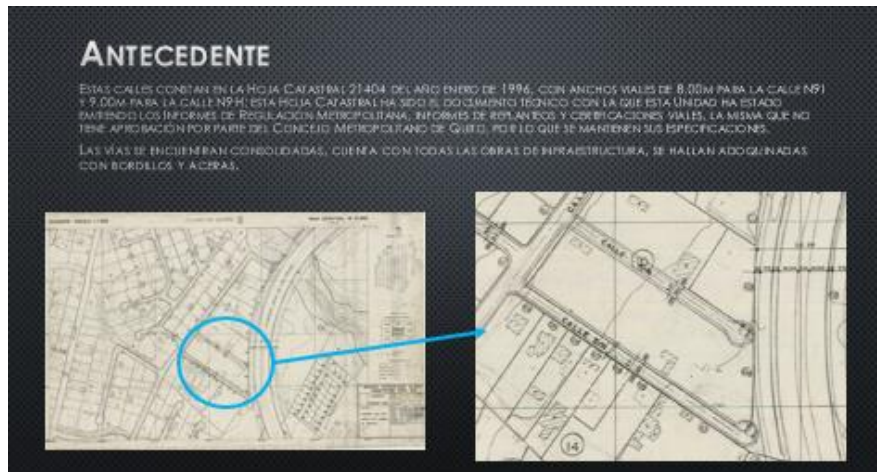 ANTECEDENTE
ESTAS CALLES CONSTAN EN LA HOJA CATASTRAL 21404 DEL AÑO ENERO DE 1996, CON ANCHOS VIALES DE 8.00M PARA LA CALLE N9I
Y 9.00M PARA LA CALLE N9H; ESTA HOJA CATASTRAL HA SIDO EL DOCUMENTO TÉCNICO CON LA QUE ESTA UNIDAD HA ESTADO
EMITIENDO LOS INFORMES DE REGULACIÓN METROPOLITANA, INFORMES DE REPLANTEOS Y CERTIFICACIONES VIALES, LA MISMA QUE NO
TIENE APROBACIÓN POR PARTE DEL CONCEJO METROPOLITANO DE QUITO, POR LO QUE SE MANTIENEN SUS ESPECIFICACIONES.
LAS VÍAS SE ENCUENTRAN CONSOLIDADAS, CUENTA CON TODAS LAS OBRAS DE INFRAESTRUCTURA, SE HALLAN ADOQUINADAS
CON BORDILLOS Y ACERAS.
CALLE
CALLE
14